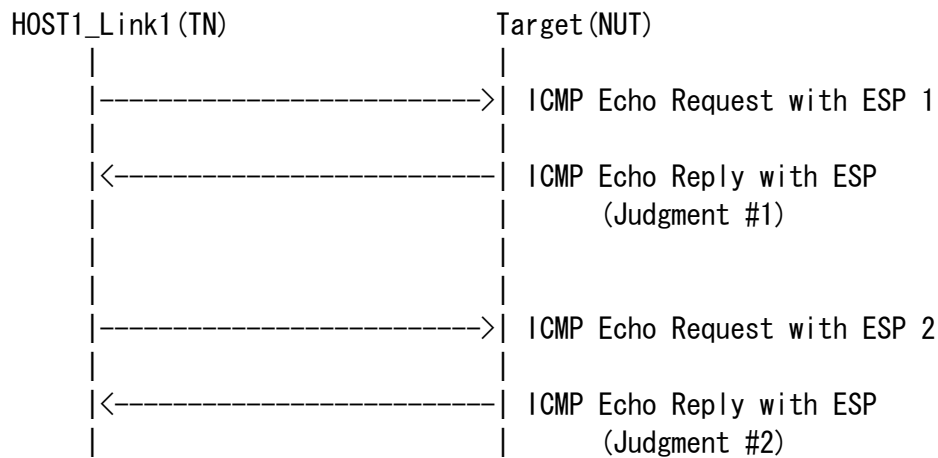 HOST1_Link1(TN)                  Target(NUT)
      |                            |
      |--------------------------->| ICMP Echo Request with ESP 1
      |                            |
      |<---------------------------| ICMP Echo Reply with ESP
      |                            |      (Judgment #1)
      |                            |
      |                            |
      |--------------------------->| ICMP Echo Request with ESP 2
      |                            |
      |<---------------------------| ICMP Echo Reply with ESP
      |                            |      (Judgment #2)